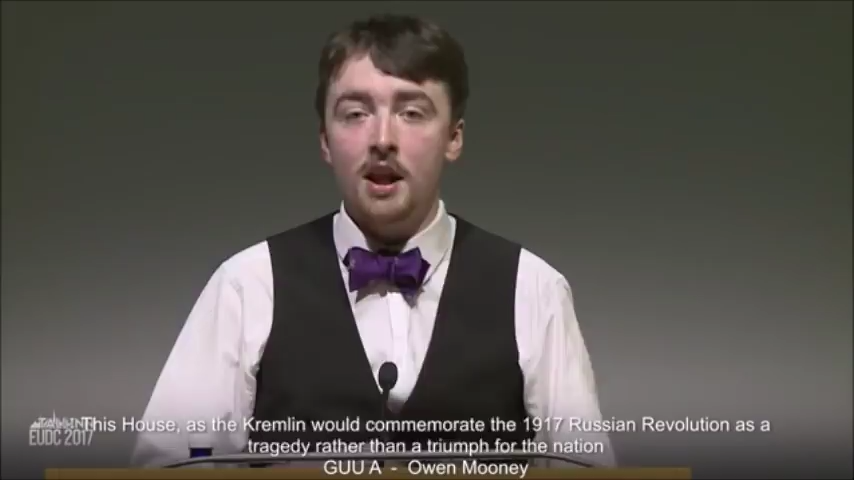 This House, as the Kremlin would commemorate the 1917 Russian Revolution as a
tragedy rather than a triumph for the nation
GUU A - Owen Mooney
TALLINN
EUDC 2017